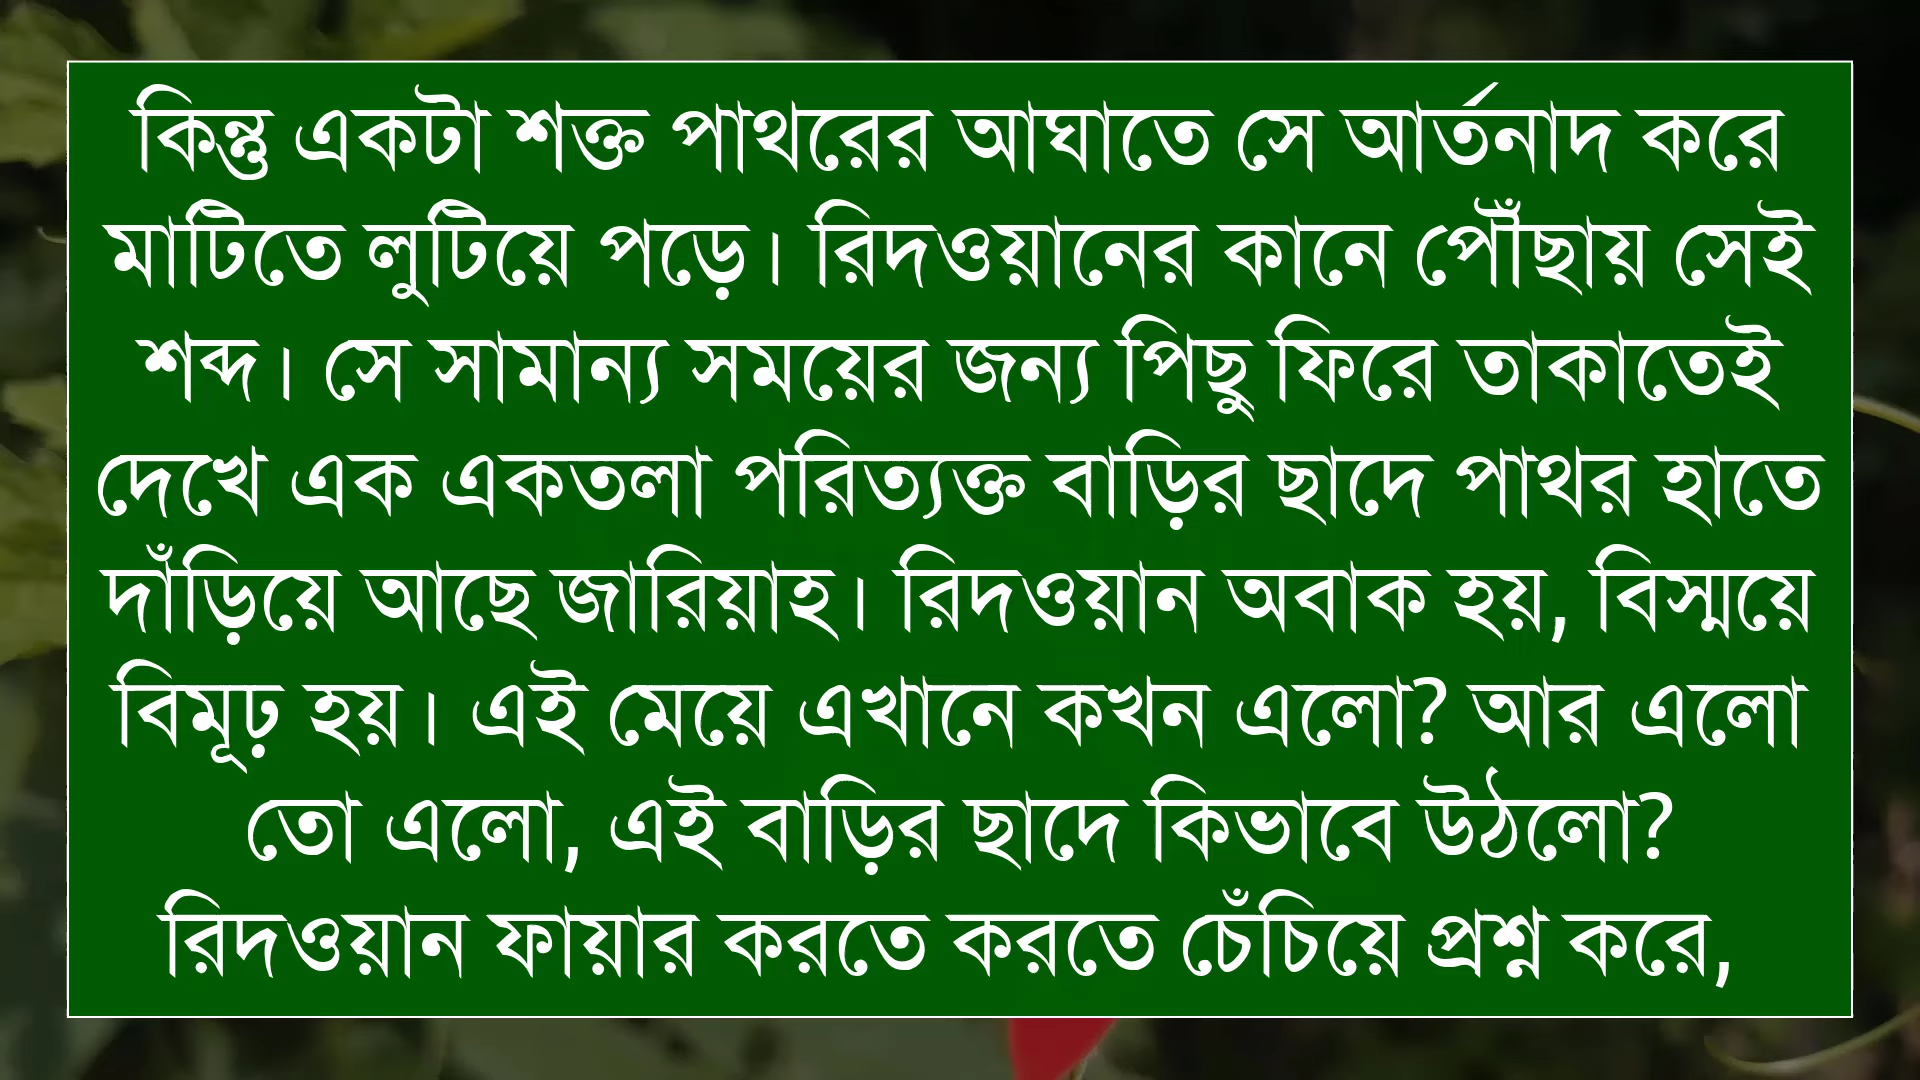 কিন্তু একটা শক্ত পাথরের আঘাতে সে আর্তনাদ করে
মাটিতে লুটিয়ে পড়ে। রিদওয়ানের কানে পৌঁছায় সেই
শব্দ। সে সামান্য সময়ের জন্য পিছু ফিরে তাকাতেই
দেখে এক একতলা পরিত্যক্ত বাড়ির ছাদে পাথর হাতে
দাঁড়িয়ে আছে জারিয়াহ। রিদওয়ান অবাক হয়, বিস্ময়ে
বিমূঢ় হয়। এই মেয়ে এখানে কখন এলো? আর এলো
তো এলো, এই বাড়ির ছাদে কিভাবে উঠলো?
রিদওয়ান ফায়ার করতে করতে চেঁচিয়ে প্রশ্ন করে,